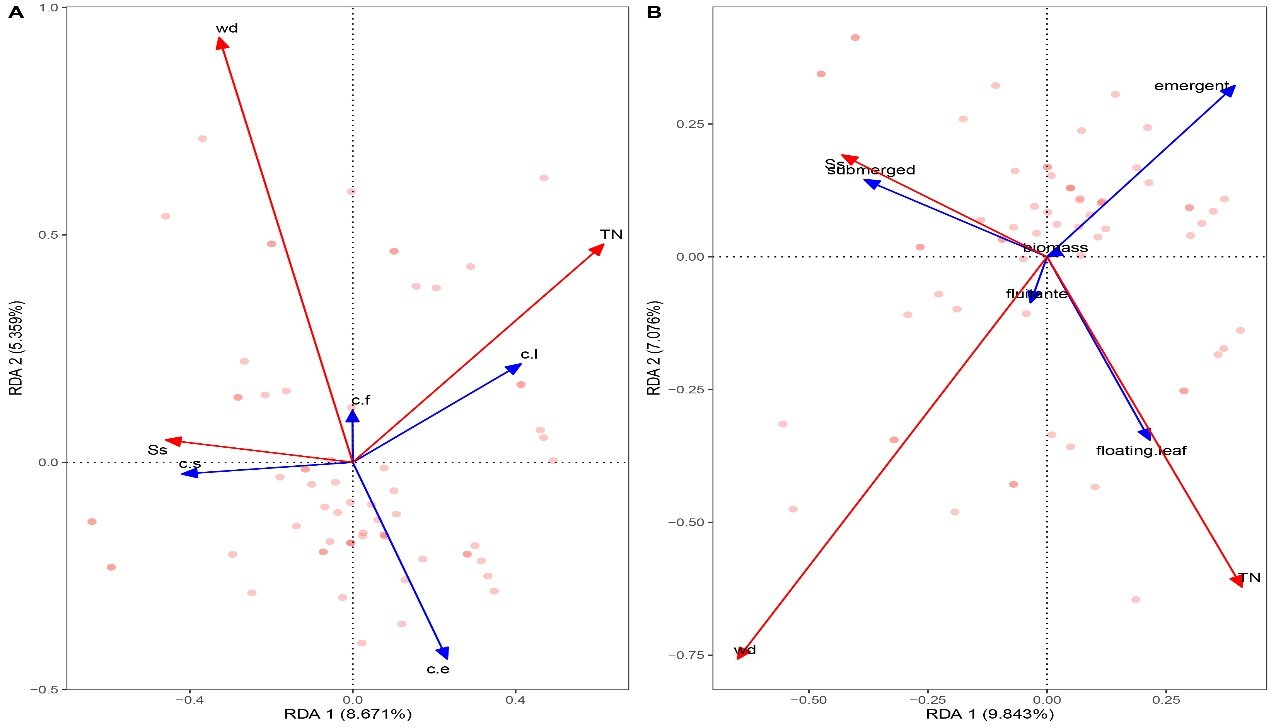 A
1.0
0.5
0.0
−0.5
RDA 2 (5.359%)
wd
TN
c.l
c.f
Ss
c.s
c.e
−0.4
0.0
0.4
RDA 1 (8.671%)
B
0.25
0.00
−0.25
−0.50
−0.75
RDA 2 (7.076%)
emergent
Ss
submerged
biomass
fluitante
floating.leaf
TN
wd
−0.50
−0.25
0.00
0.25
RDA 1 (9.843%)